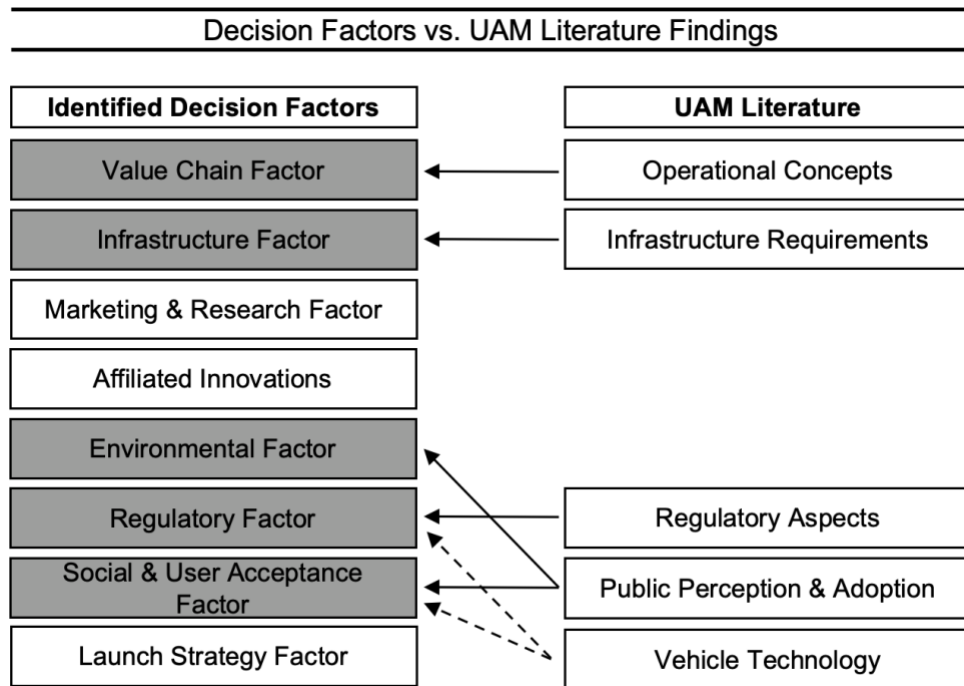 Decision Factors vs. UAM Literature Findings
Identified Decision Factors
UAM Literature
Value Chain Factor
Operational Concepts
Infrastructure Factor
Infrastructure Requirements
Marketing & Research Factor
Affiliated Innovations
Environmental Factor
Regulatory Factor
Regulatory Aspects
Social & User Acceptance
Factor
Public Perception & Adoption
Launch Strategy Factor
Vehicle Technology